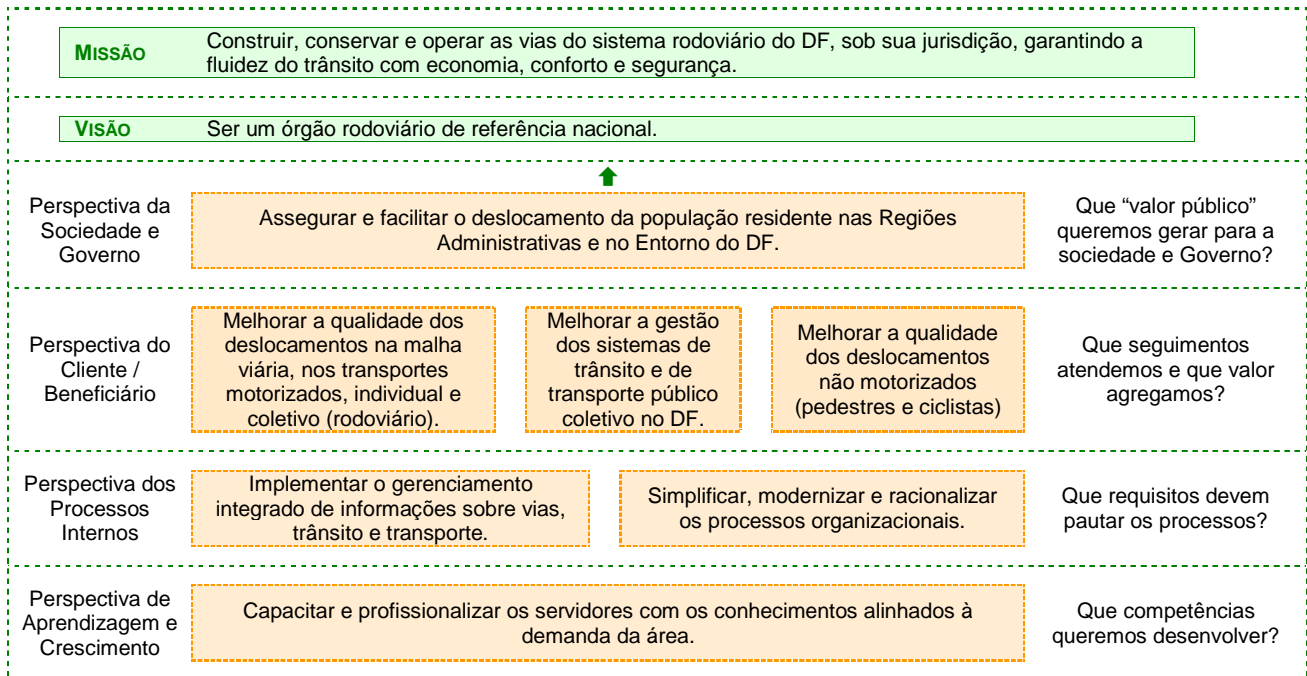 MISSÃO
Construir, conservar e operar as vias do sistema rodoviário do DF, sob sua jurisdição, garantindo a
fluidez do trânsito com economia, conforto e segurança.
VISÃO
Ser um órgão rodoviário de referência nacional.
Perspectiva da
Sociedade e
Governo
Assegurar e facilitar o deslocamento da população residente nas Regiões
Administrativas e no Entorno do DF.
Que “valor público”
queremos gerar para a
sociedade e Governo?
Perspectiva do
Cliente /
Beneficiário
Melhorar a qualidade dos
deslocamentos na malha
viária, nos transportes
motorizados, individual e
coletivo (rodoviário).
Melhorar a gestão
dos sistemas de
trânsito e de
transporte público
coletivo no DF.
Melhorar a qualidade
dos deslocamentos
não motorizados
(pedestres e ciclistas)
Que seguimentos
atendemos e que valor
agregamos?
Perspectiva dos
Processos
Internos
Implementar o gerenciamento
integrado de informações sobre vias,
trânsito e transporte.
Simplificar, modernizar e racionalizar
os processos organizacionais.
Que requisitos devem
pautar os processos?
Perspectiva de
Aprendizagem e
Crescimento
Capacitar e profissionalizar os servidores com os conhecimentos alinhados à
demanda da área.
Que competências
queremos desenvolver?